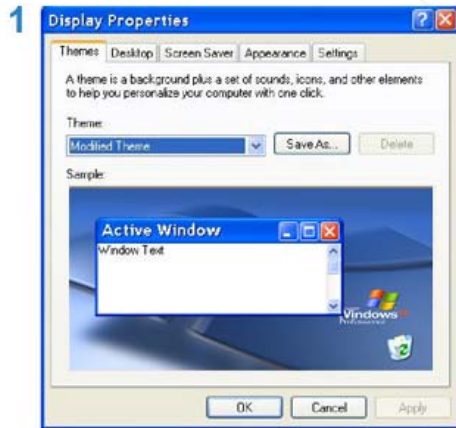 1
Display Properties
Themes Desktop Screen Saver Appearance Settings
A theme is a background plus a set of sounds, icons, and other elements
to help you personalize your computer with one click.
Theme:
Modified Theme Save As... Delete
Sample:
Active Window
Window Text
Windows
OK Cancel Apply